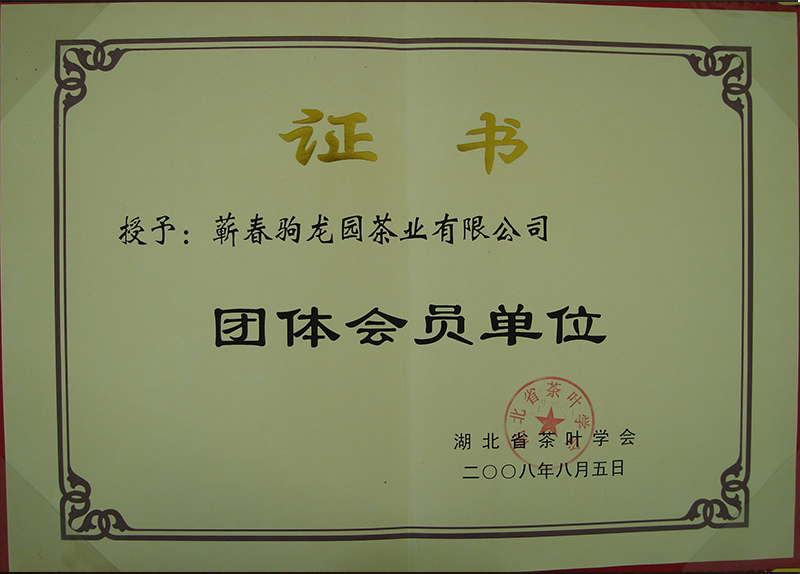 证书
授予：蕲春驹龙园茶业有限公司
团体会员单位
湖北省茶叶学会
湖北省茶叶学会
二〇〇八年八月五日